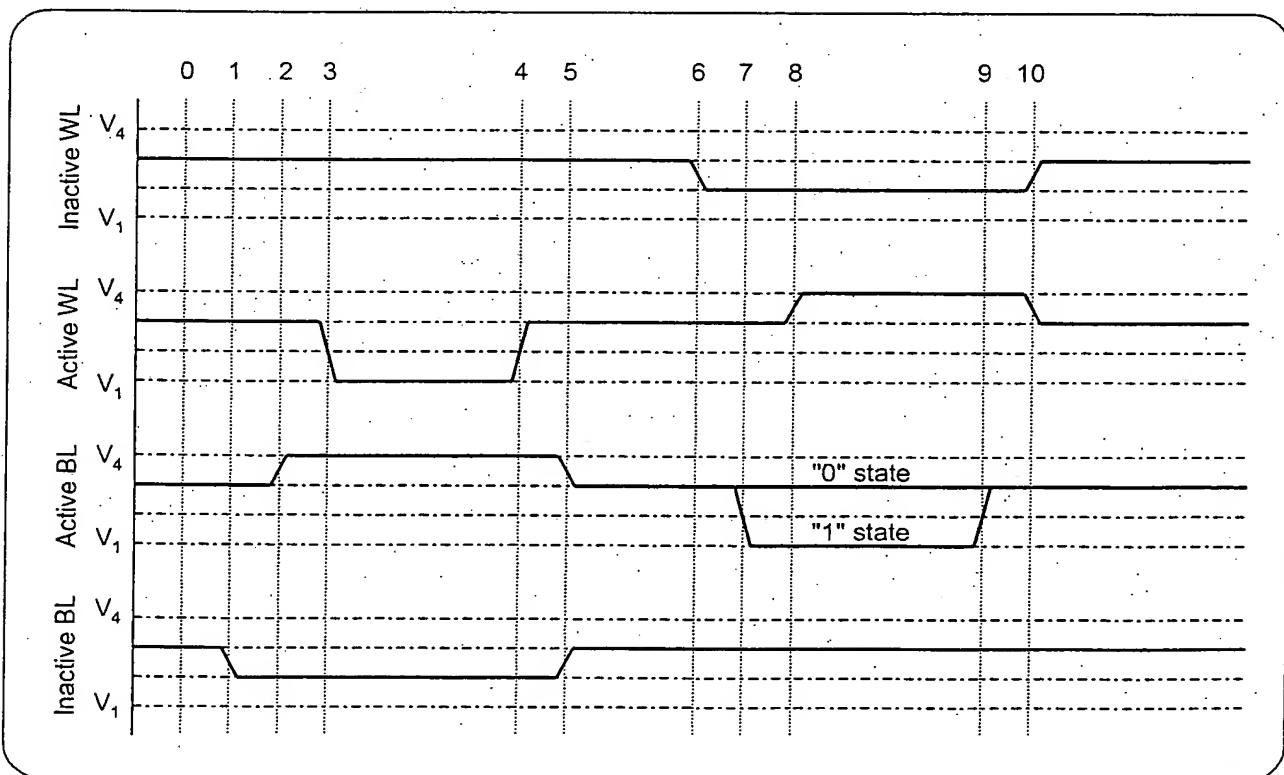 0 1 2 3 4 5 6 7 8 9 10
Inactive WL
V4
V1
Active WL
V4
V1
Active BL
V4
V1
"0" state
"1" state
Inactive BL
V4
V1